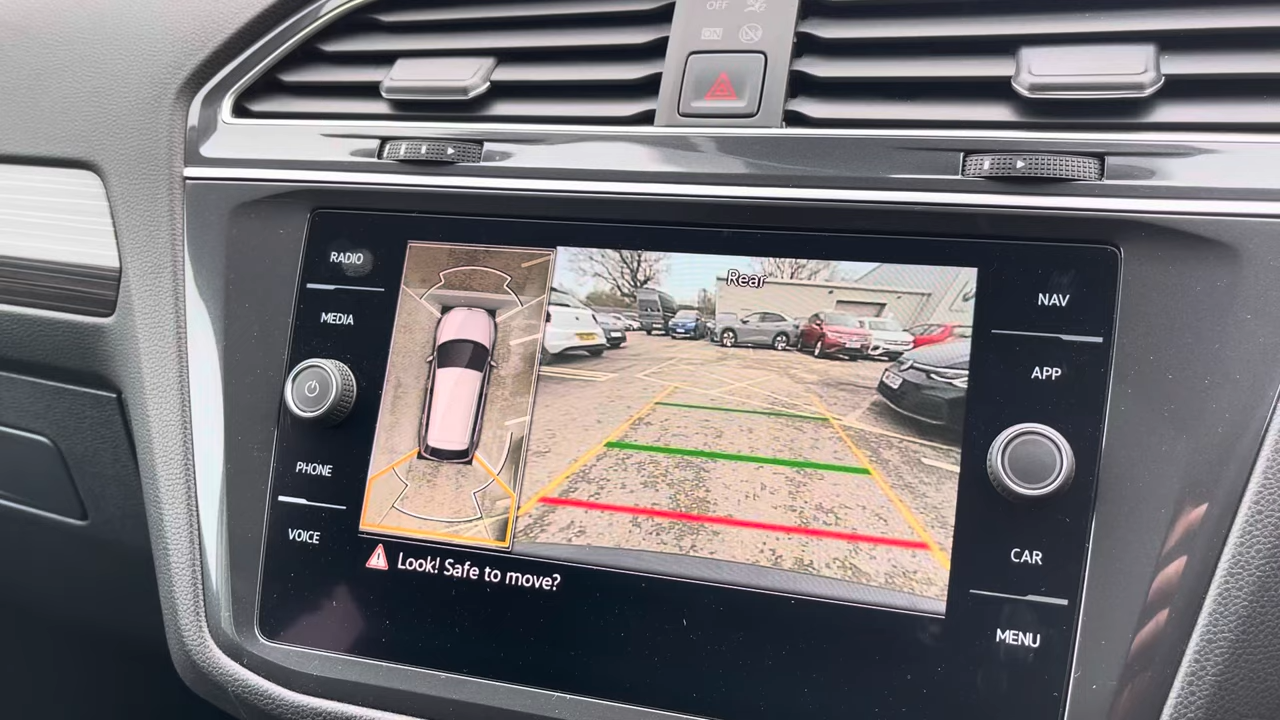 OFF
ON
RADIO
MEDIA
PHONE
VOICE
Rear
Look! Safe to move?
NAV
APP
CAR
MENU